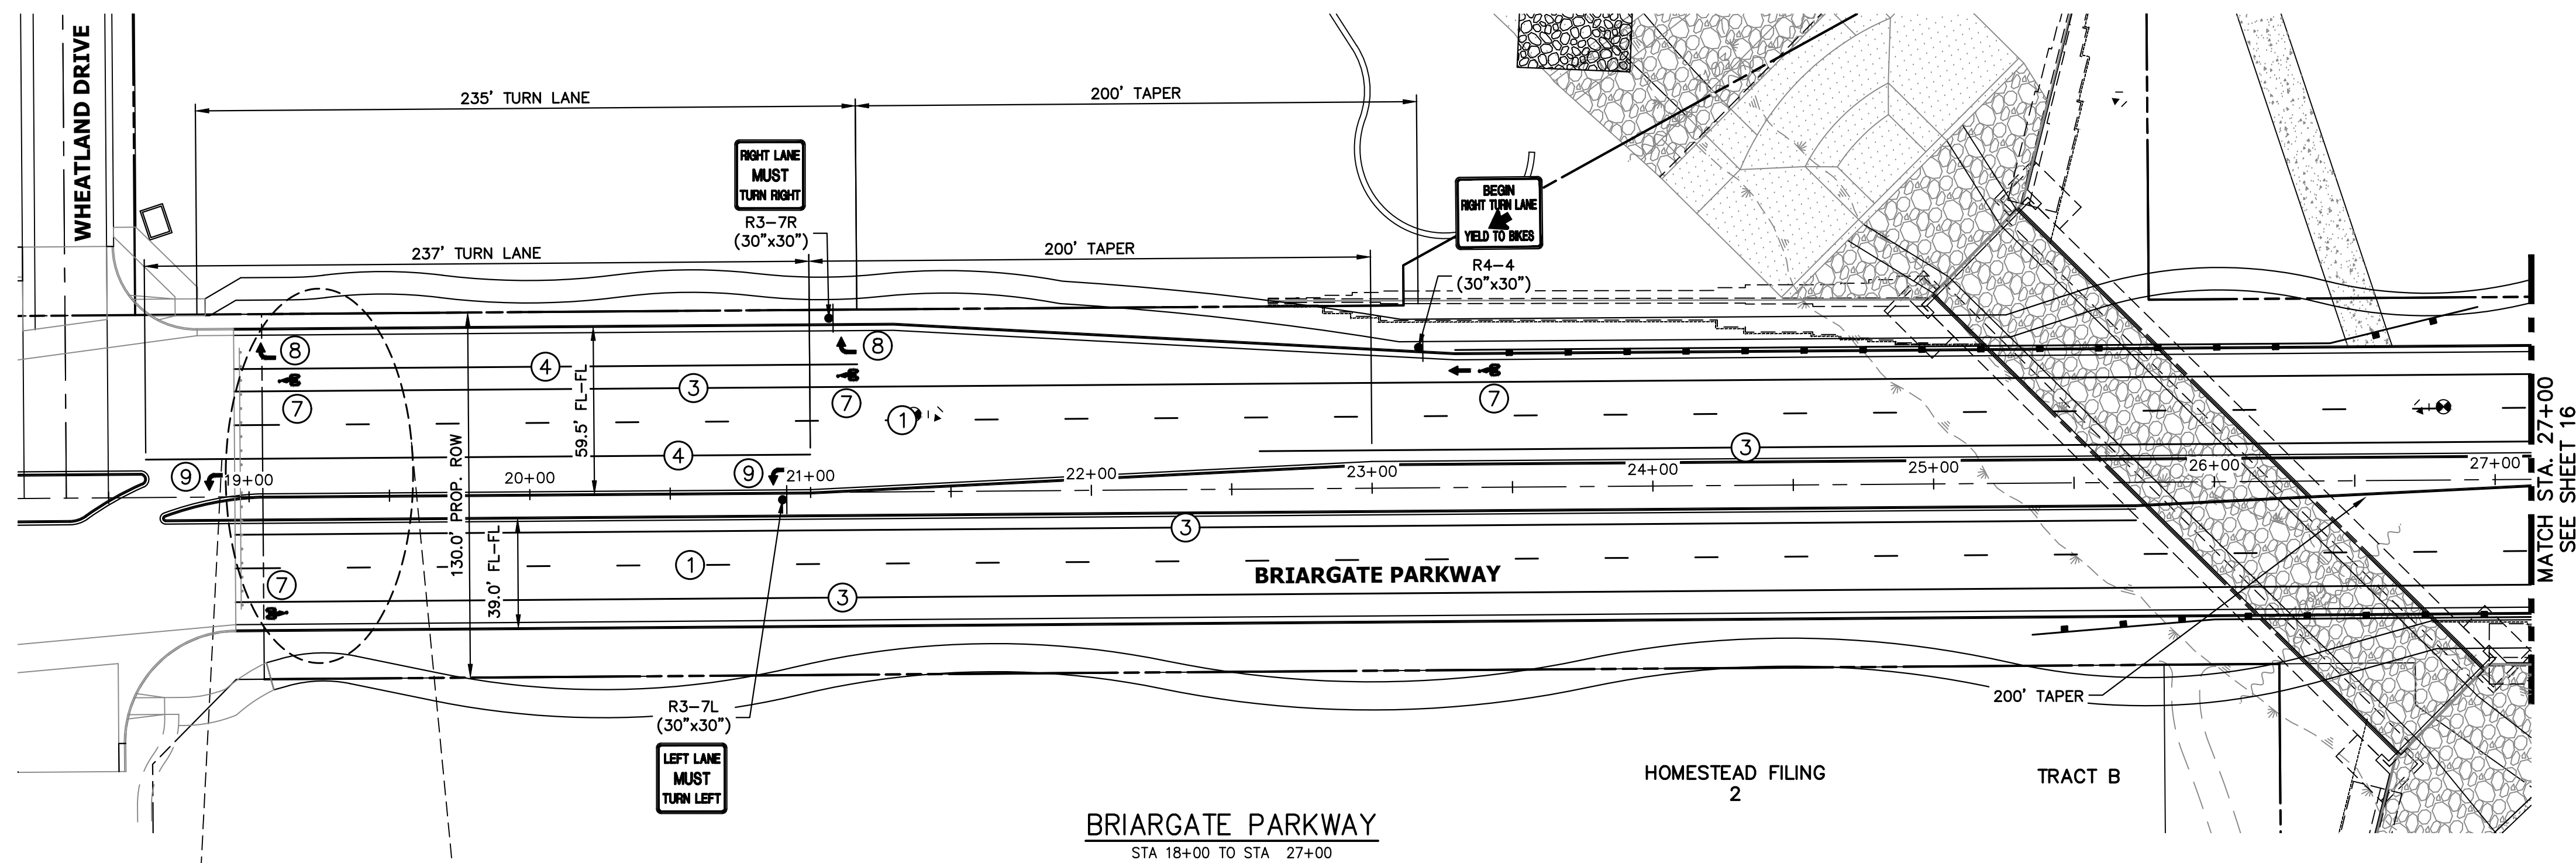 WHEATLAND DRIVE
235' TURN LANE
200' TAPER
RIGHT LANE
MUST
TURN RIGHT
R3-7R
(30"x30")
BEGIN
RIGHT TURN LANE
YIELD TO BIKES
R4-4
(30"x30")
237' TURN LANE
200' TAPER
8
8
4
3
7
7
7
1
59.5' FL-FL
130.0' PROP. ROW
4
3
9
9
19+00
20+00
21+00
22+00
23+00
24+00
25+00
26+00
27+00
MATCH STA. 27+00
SEE SHEET 16
3
39.0' FL-FL
1
7
3
BRIARGATE PARKWAY
200' TAPER
R3-7L
(30"x30")
LEFT LANE
MUST
TURN LEFT
HOMESTEAD FILING
2
TRACT B
BRIARGATE PARKWAY
STA 18+00 TO STA 27+00